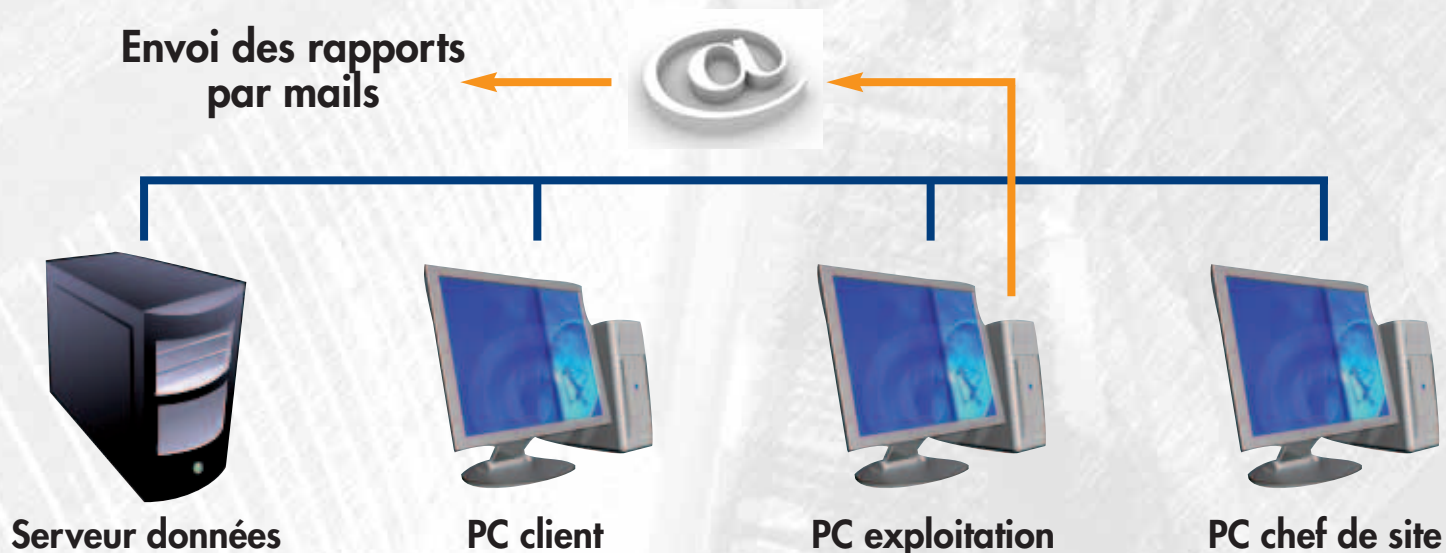 Envoi des rapports
par mails
Serveur données
PC client
PC exploitation
PC chef de site